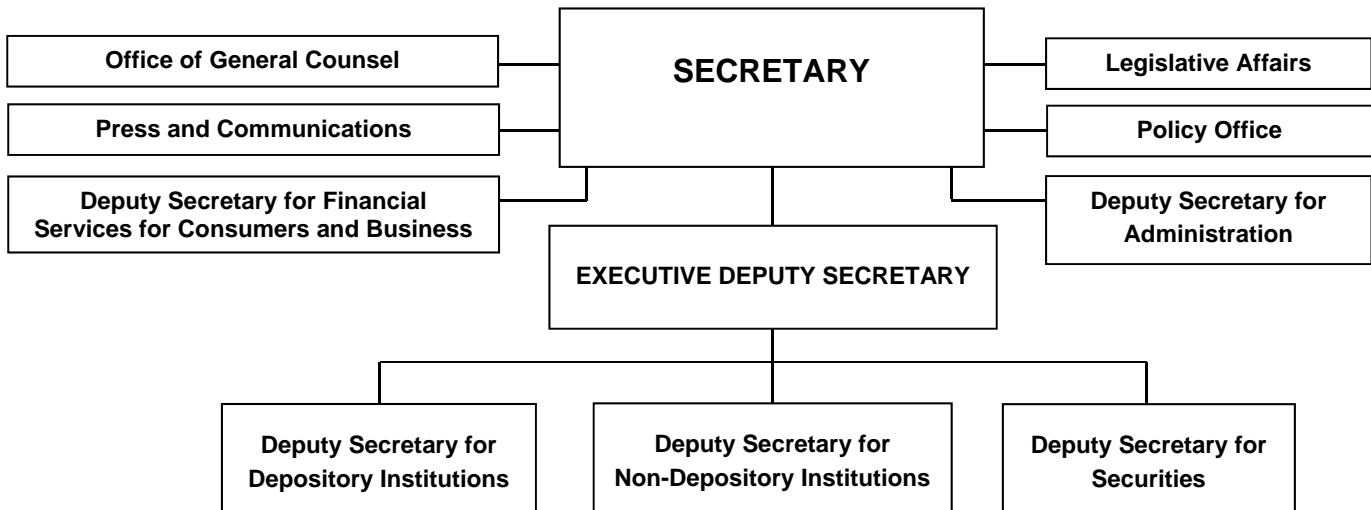 SECRETARY
Office of General Counsel
Legislative Affairs
Press and Communications
Policy Office
Deputy Secretary for Financial
Services for Consumers and Business
Deputy Secretary for
Administration
EXECUTIVE DEPUTY SECRETARY
Deputy Secretary for
Depository Institutions
Deputy Secretary for
Non-Depository Institutions
Deputy Secretary for
Securities